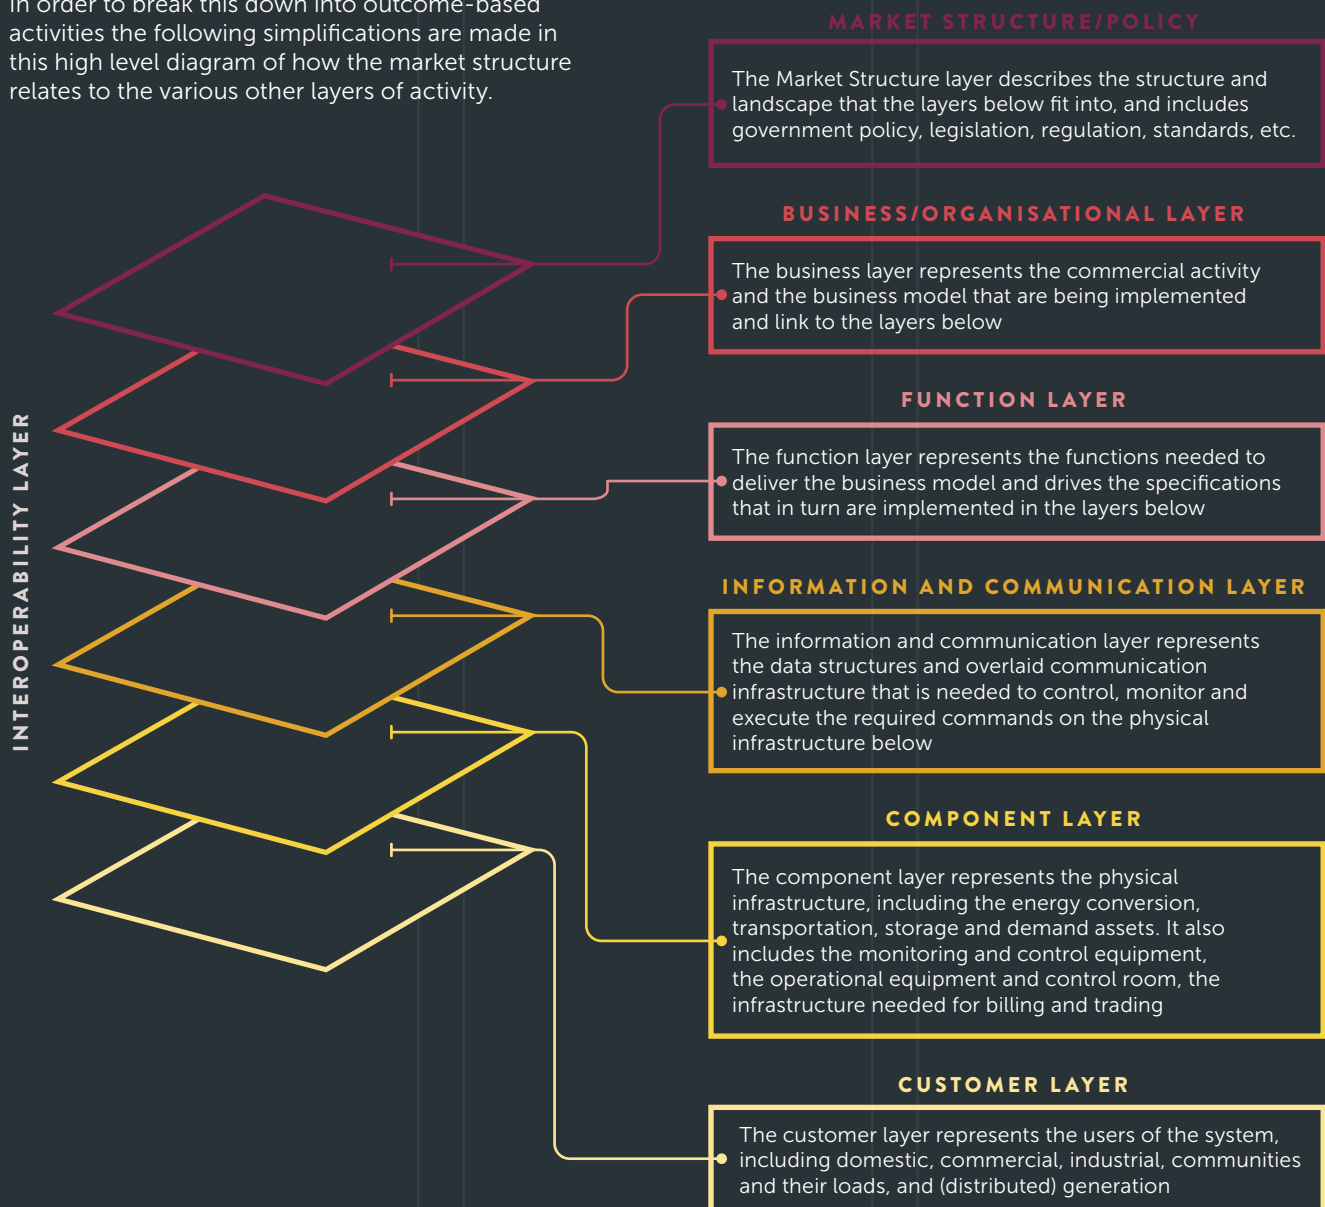 In order to break this down into outcome-based
activities the following simplifications are made in
this high level diagram of how the market structure
relates to the various other layers of activity.
INTEROPERABILITY LAYER
MARKET STRUCTURE/POLICY
The Market Structure layer describes the structure and
landscape that the layers below fit into, and includes
government policy, legislation, regulation, standards, etc.
BUSINESS/ORGANISATIONAL LAYER
The business layer represents the commercial activity
and the business model that are being implemented
and link to the layers below
FUNCTION LAYER
The function layer represents the functions needed to
deliver the business model and drives the specifications
that in turn are implemented in the layers below
INFORMATION AND COMMUNICATION LAYER
The information and communication layer represents
the data structures and overlaid communication
infrastructure that is needed to control, monitor and
execute the required commands on the physical
infrastructure below
COMPONENT LAYER
The component layer represents the physical
infrastructure, including the energy conversion,
transportation, storage and demand assets. It also
includes the monitoring and control equipment,
the operational equipment and control room, the
infrastructure needed for billing and trading
CUSTOMER LAYER
The customer layer represents the users of the system,
including domestic, commercial, industrial, communities
and their loads, and (distributed) generation